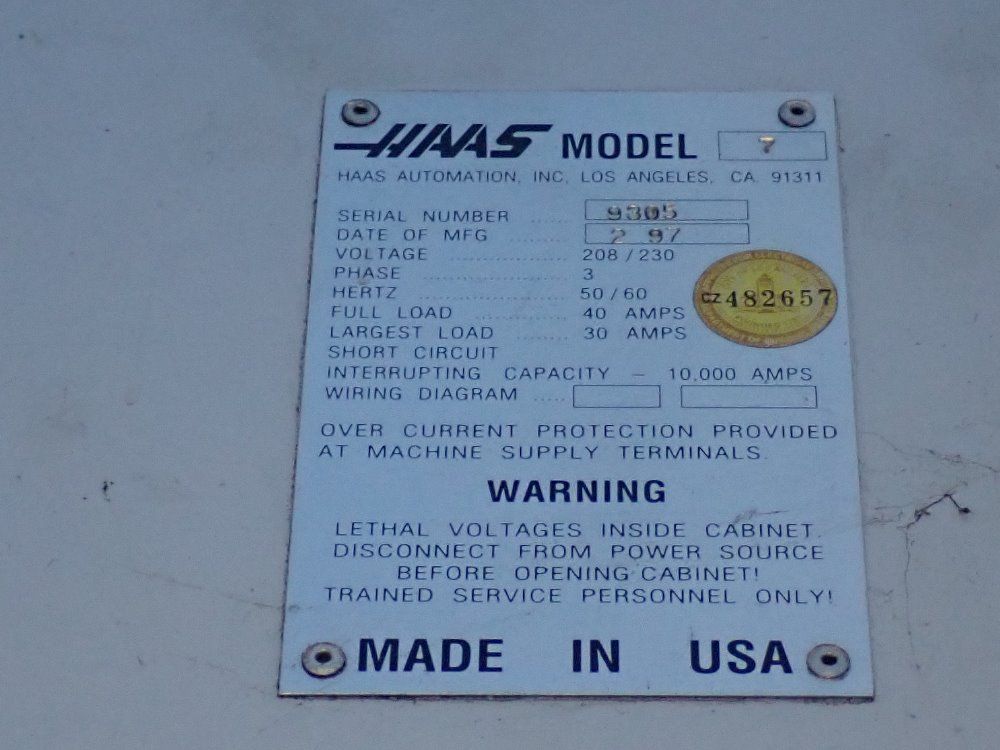 HAAS MODEL 7
HAAS AUTOMATION, INC. LOS ANGELES, CA. 91311
SERIAL NUMBER ...... 9305
DATE OF MFG ......... 2 97
VOLTAGE .................. 208/230
PHASE ...................... 3
HERTZ ....................... 50/60
FULL LOAD .............. 40 AMPS
LARGEST LOAD ........ 30 AMPS
CZ482657
SHORT CIRCUIT
INTERRUPTING CAPACITY – 10,000 AMPS
WIRING DIAGRAM .....
OVER CURRENT PROTECTION PROVIDED
AT MACHINE SUPPLY TERMINALS.
WARNING
LETHAL VOLTAGES INSIDE CABINET.
DISCONNECT FROM POWER SOURCE
BEFORE OPENING CABINET!
TRAINED SERVICE PERSONNEL ONLY!
MADE IN USA